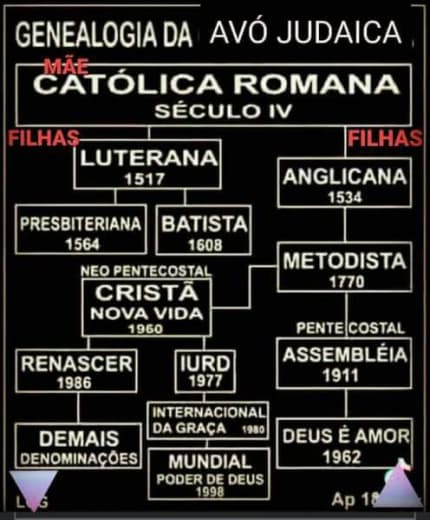 GENEALOGIA DA AVÓ JUDAICA
MÃE
CATÓLICA ROMANA
SÉCULO IV
FILHAS
FILHAS
LUTERANA
1517
ANGLICANA
1534
PRESBITERIANA
1564
BATISTA
1608
METODISTA
1770
NEO PENTECOSTAL
CRISTÃ
NOVA VIDA
1960
PENTECOSTAL
ASSEMBLÉIA
1911
RENASCER
1986
IURD
1977
INTERNACIONAL
DA GRAÇA 1980
DEUS É AMOR
1962
DEMAIS
DENOMINAÇÕES
MUNDIAL
PODER DE DEUS
1998
Ap